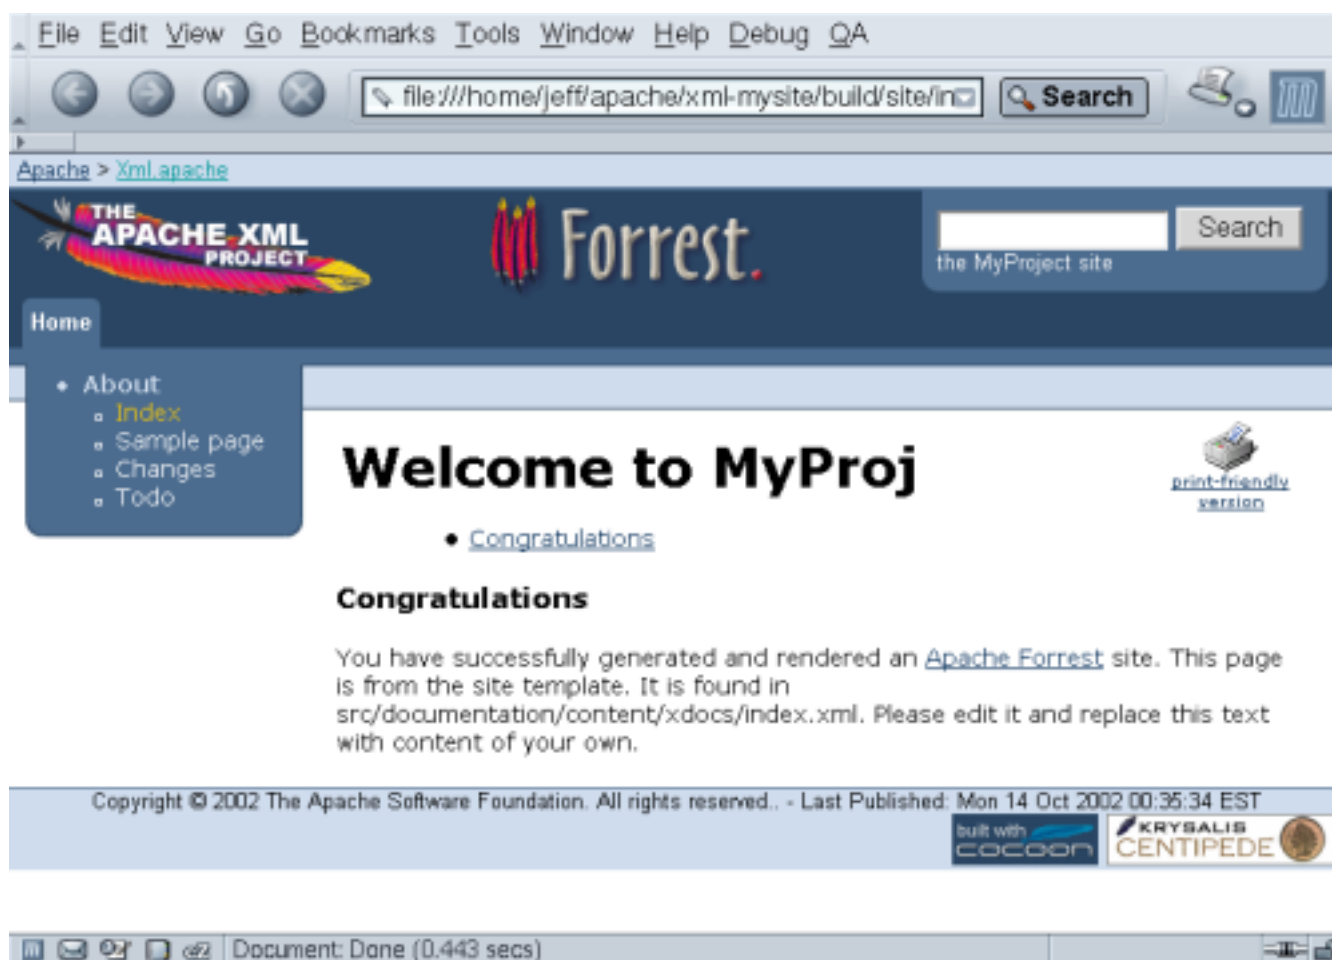 File Edit View Go Bookmarks Tools Window Help Debug QA
file:///home/jeff/apache/xml-mysite/build/site/in Search
Apache > Xml.apache
THE
APACHE XML
PROJECT
Forrest.
Search
the MyProject site
Home
About
Index
Sample page
Changes
Todo
Welcome to MyProj
print-friendly
version
Congratulations
Congratulations
You have successfully generated and rendered an Apache Forrest site. This page
is from the site template. It is found in
src/documentation/content/xdocs/index.xml. Please edit it and replace this text
with content of your own.
Copyright © 2002 The Apache Software Foundation. All rights reserved.. - Last Published: Mon 14 Oct 2002 00:35:34 EST
built with
cocoon
KRYSALIS
CENTIPEDE
Document: Done (0.443 secs)